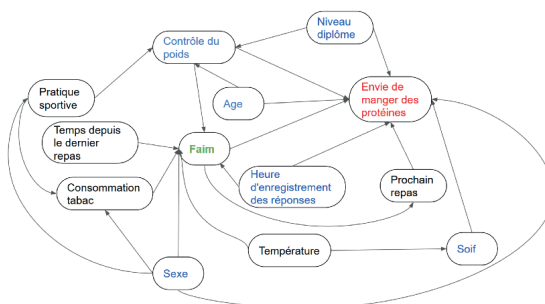 Niveau
diplôme
Contrôle du
poids
Pratique
sportive
Age
Envie de
manger des
protéines
Temps depuis
le dernier
repas
Faim
Consommation
tabac
Heure
d'enregistrement
des réponses
Prochain
repas
Température
Soif
Sexe